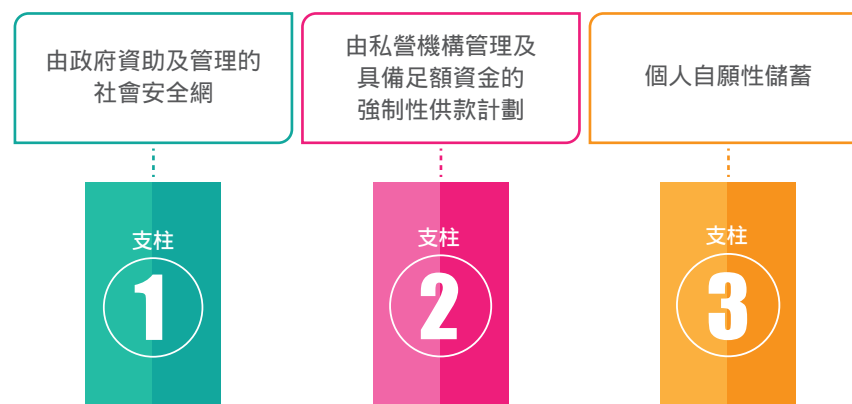 由政府資助及管理的
社會安全網
由私營機構管理及
具備足額資金的
強制性供款計劃
個人自願性儲蓄
支柱
1
支柱
2
支柱
3